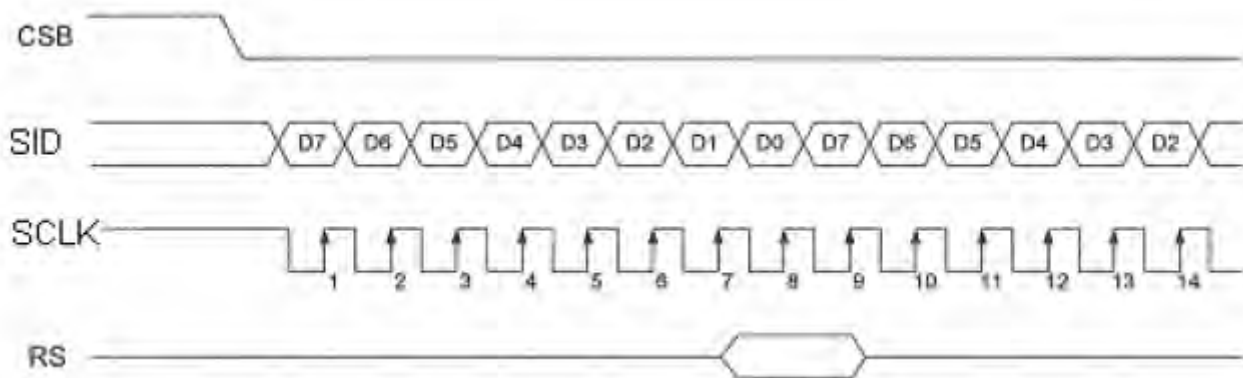 CSB
SID D7 D6 D5 D4 D3 D2 D1 D0 D7 D6 D5 D4 D3 D2
SCLK
1 2 3 4 5 6 7 8 9 10 11 12 13 14
RS